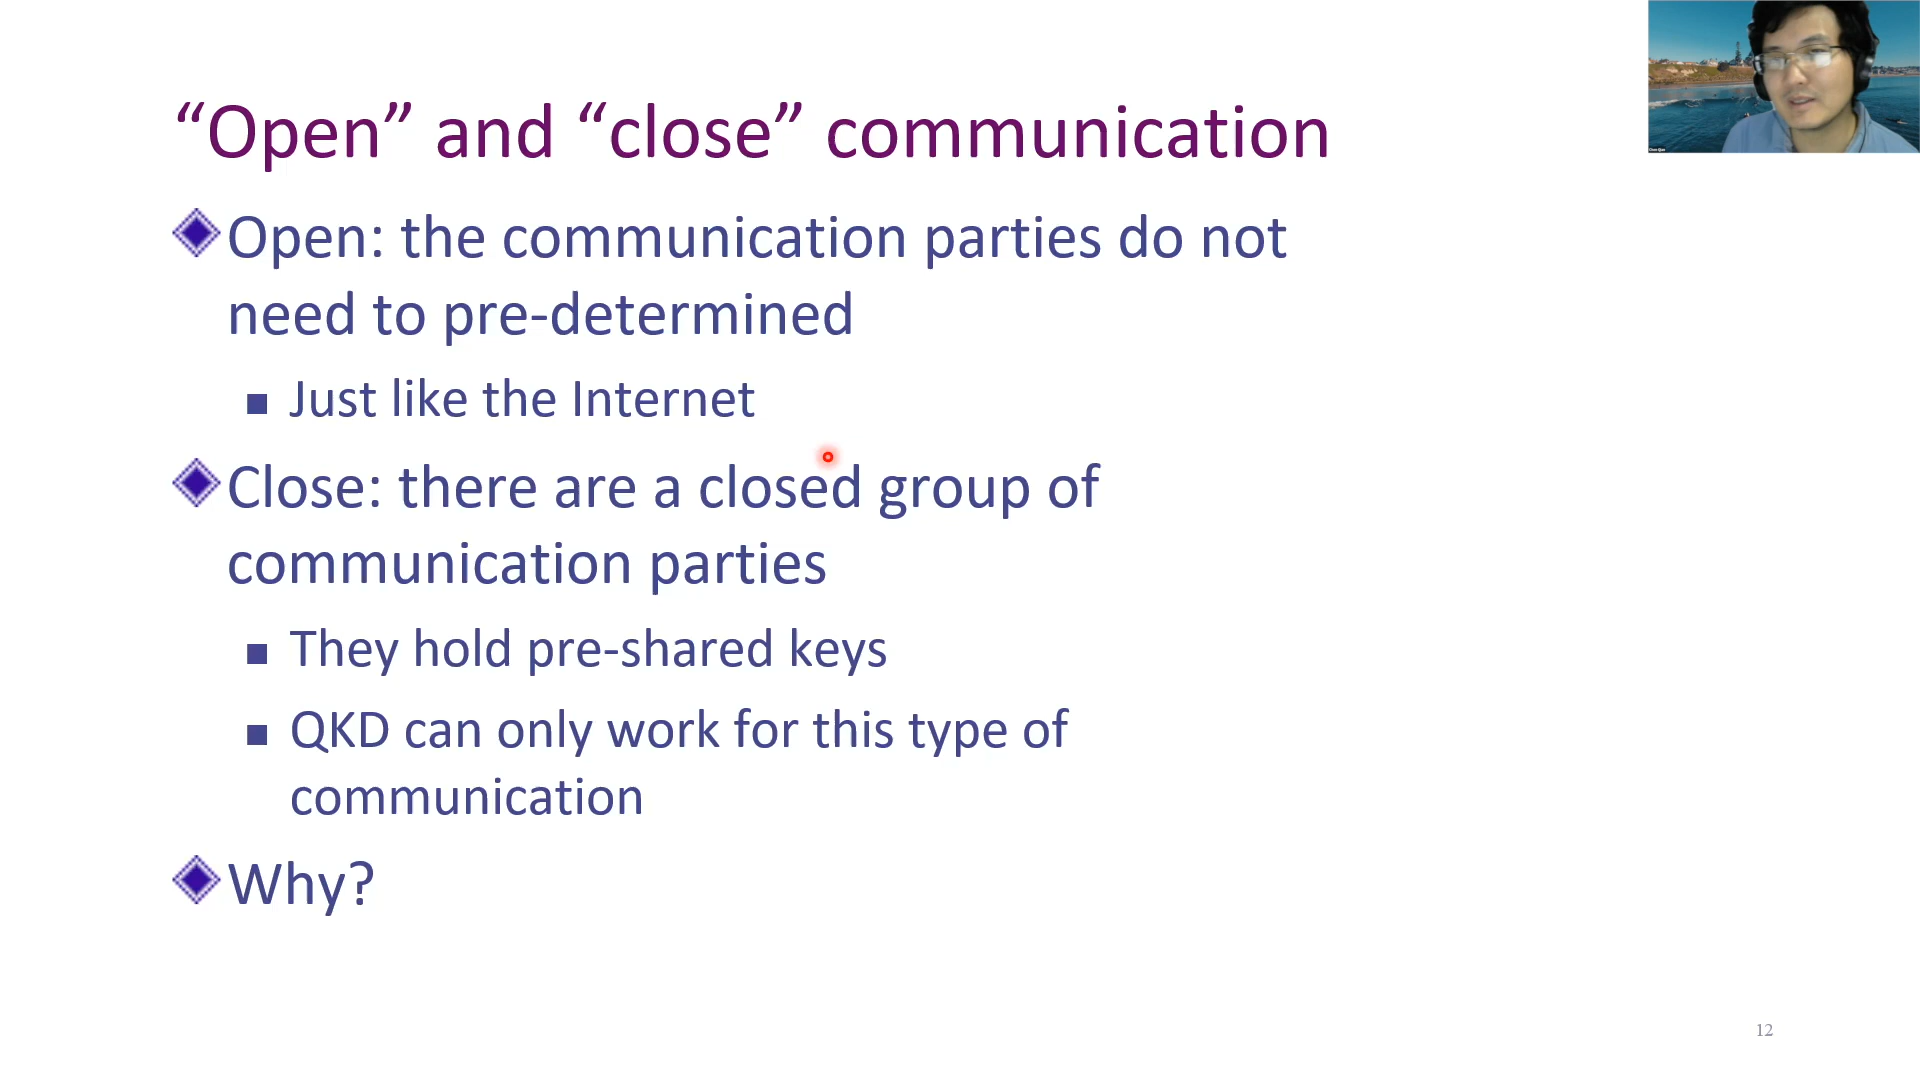 “Open” and “close” communication
Open: the communication parties do not
need to pre-determined
Just like the Internet
Close: there are a closed group of
communication parties
They hold pre-shared keys
QKD can only work for this type of
communication
Why?
12